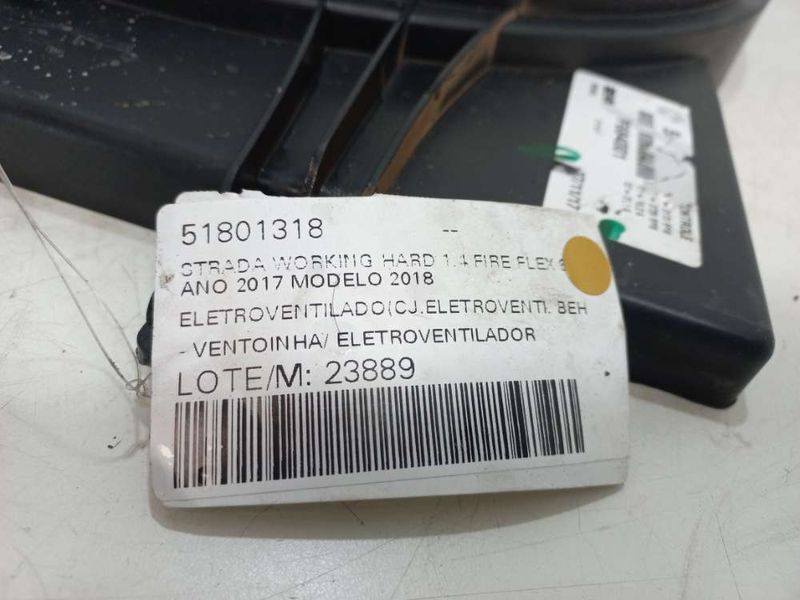 51801318 --
STRADA WORKING HARD 1.4 FIRE FLEX 8
ANO 2017 MODELO 2018
ELETROVENTILADO(CJ.ELETROVENTI. BEH
- VENTOINHA/ ELETROVENTILADOR
LOTE/M: 23889